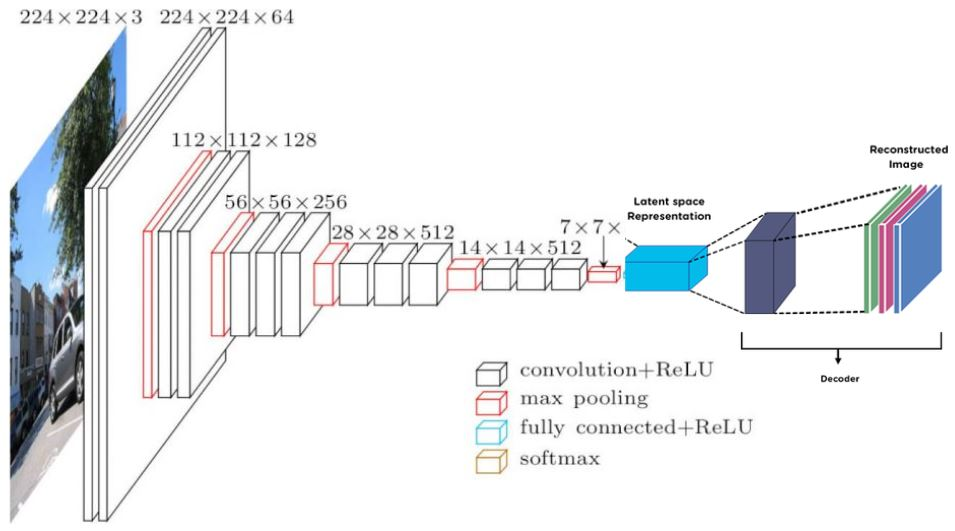 224×224×3
224×224×64
112×112×128
56×56×256
28×28×512
14×14×512
7×7×
Latent space
Representation
Reconstructed
Image
Decoder
convolution+ReLU
max pooling
fully connected+ReLU
softmax